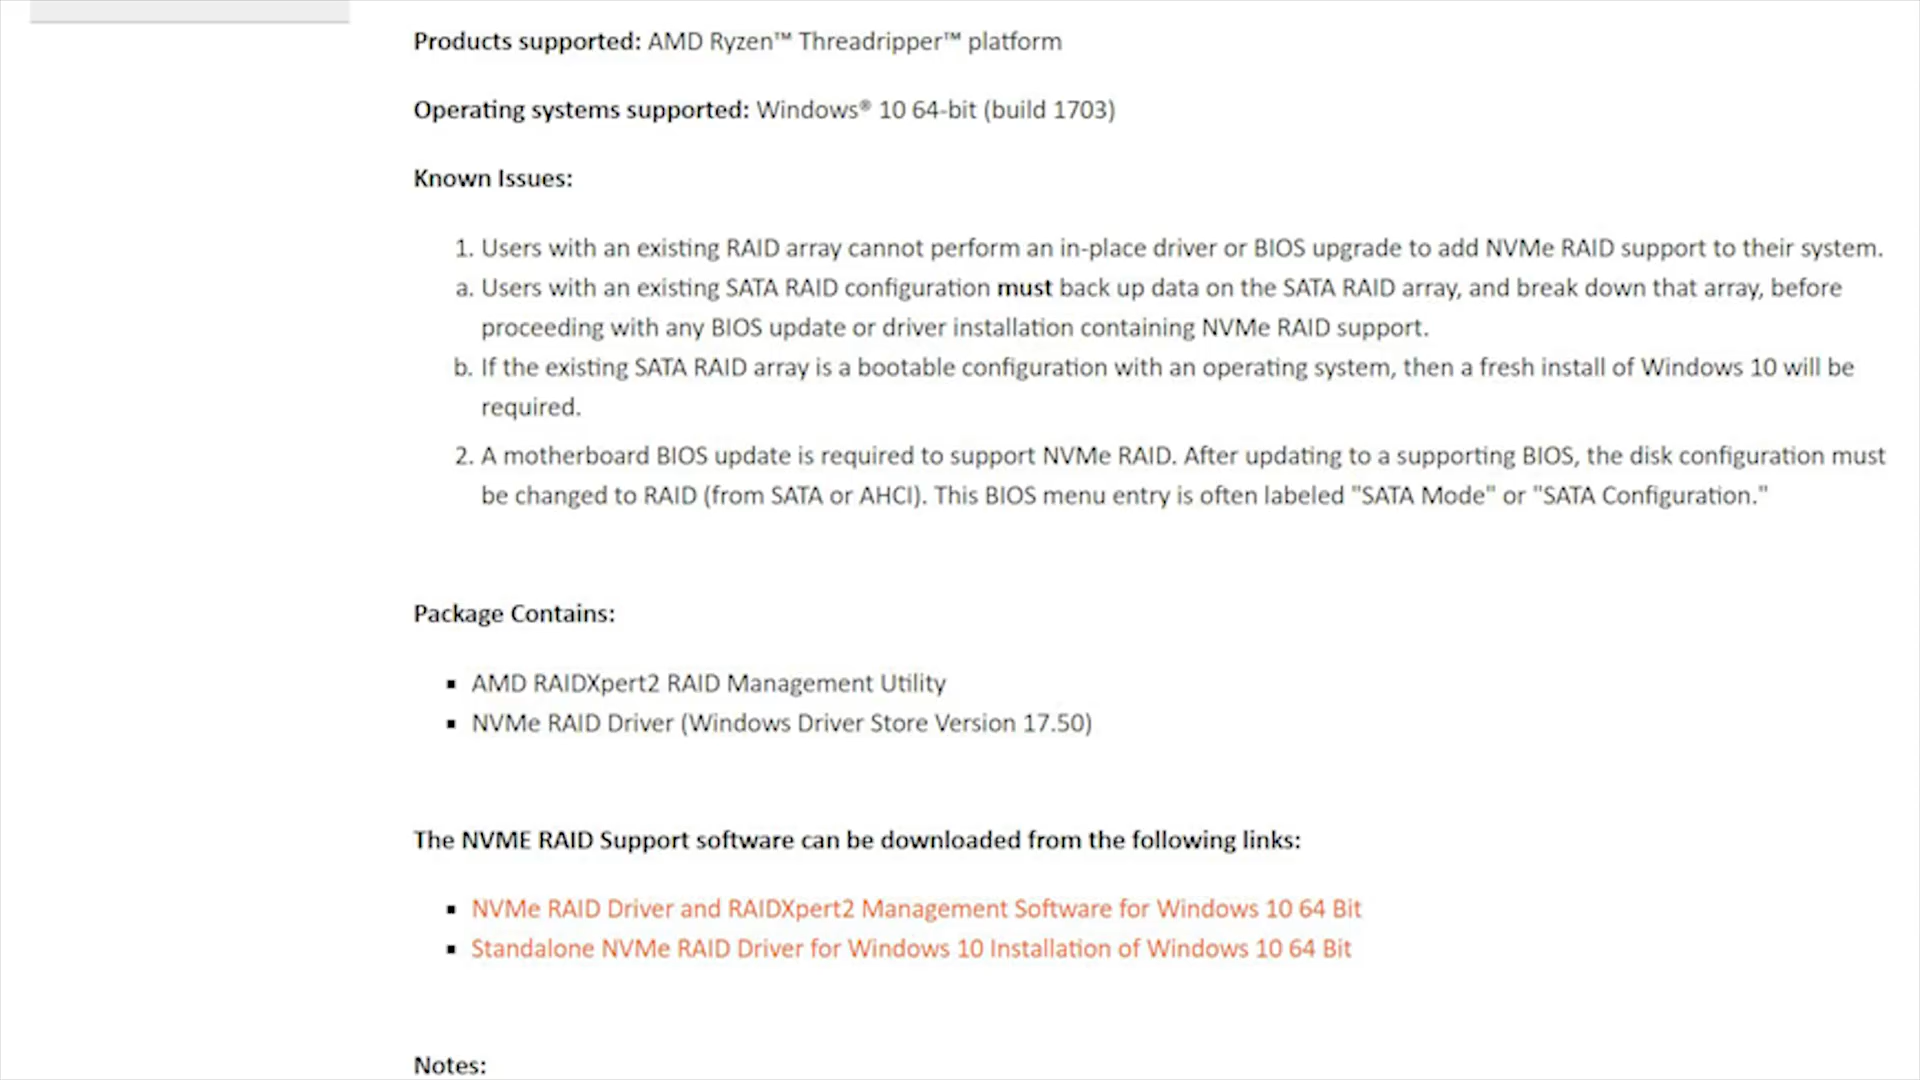 Products supported: AMD Ryzen™ Threadripper™ platform
Operating systems supported: Windows® 10 64-bit (build 1703)
Known Issues:
1. Users with an existing RAID array cannot perform an in-place driver or BIOS upgrade to add NVMe RAID support to their system.
a. Users with an existing SATA RAID configuration must back up data on the SATA RAID array, and break down that array, before
proceeding with any BIOS update or driver installation containing NVMe RAID support.
b. If the existing SATA RAID array is a bootable configuration with an operating system, then a fresh install of Windows 10 will be
required.
2. A motherboard BIOS update is required to support NVMe RAID. After updating to a supporting BIOS, the disk configuration must
be changed to RAID (from SATA or AHCI). This BIOS menu entry is often labeled "SATA Mode" or "SATA Configuration."
Package Contains:
▪ AMD RAIDXpert2 RAID Management Utility
▪ NVMe RAID Driver (Windows Driver Store Version 17.50)
The NVME RAID Support software can be downloaded from the following links:
▪ NVMe RAID Driver and RAIDXpert2 Management Software for Windows 10 64 Bit
▪ Standalone NVMe RAID Driver for Windows 10 Installation of Windows 10 64 Bit
Notes: